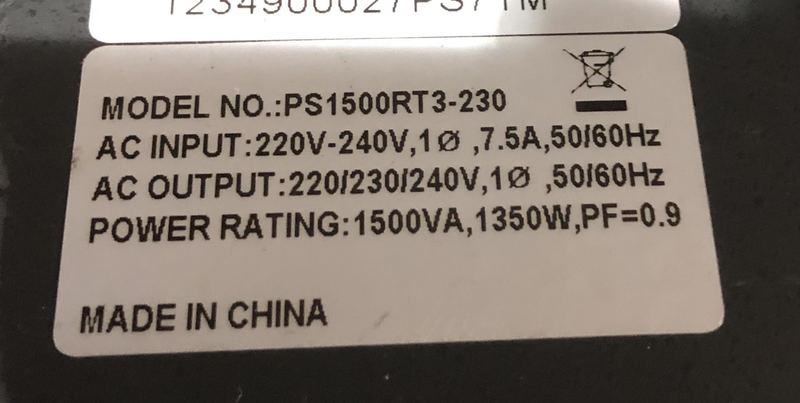 1234900027PS71M
MODEL NO.:PS1500RT3-230
AC INPUT:220V-240V,1Ø ,7.5A,50/60Hz
AC OUTPUT:220/230/240V,1Ø ,50/60Hz
POWER RATING:1500VA,1350W,PF=0.9
MADE IN CHINA